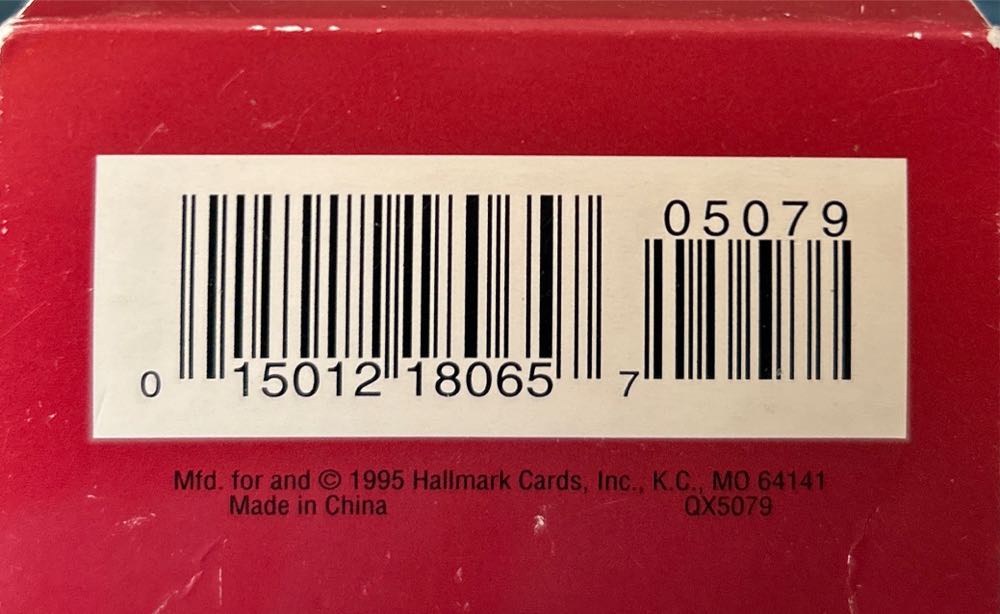 05079
0 15012 18065 7
Mfd. for and © 1995 Hallmark Cards, Inc., K.C., MO 64141
Made in China QX5079